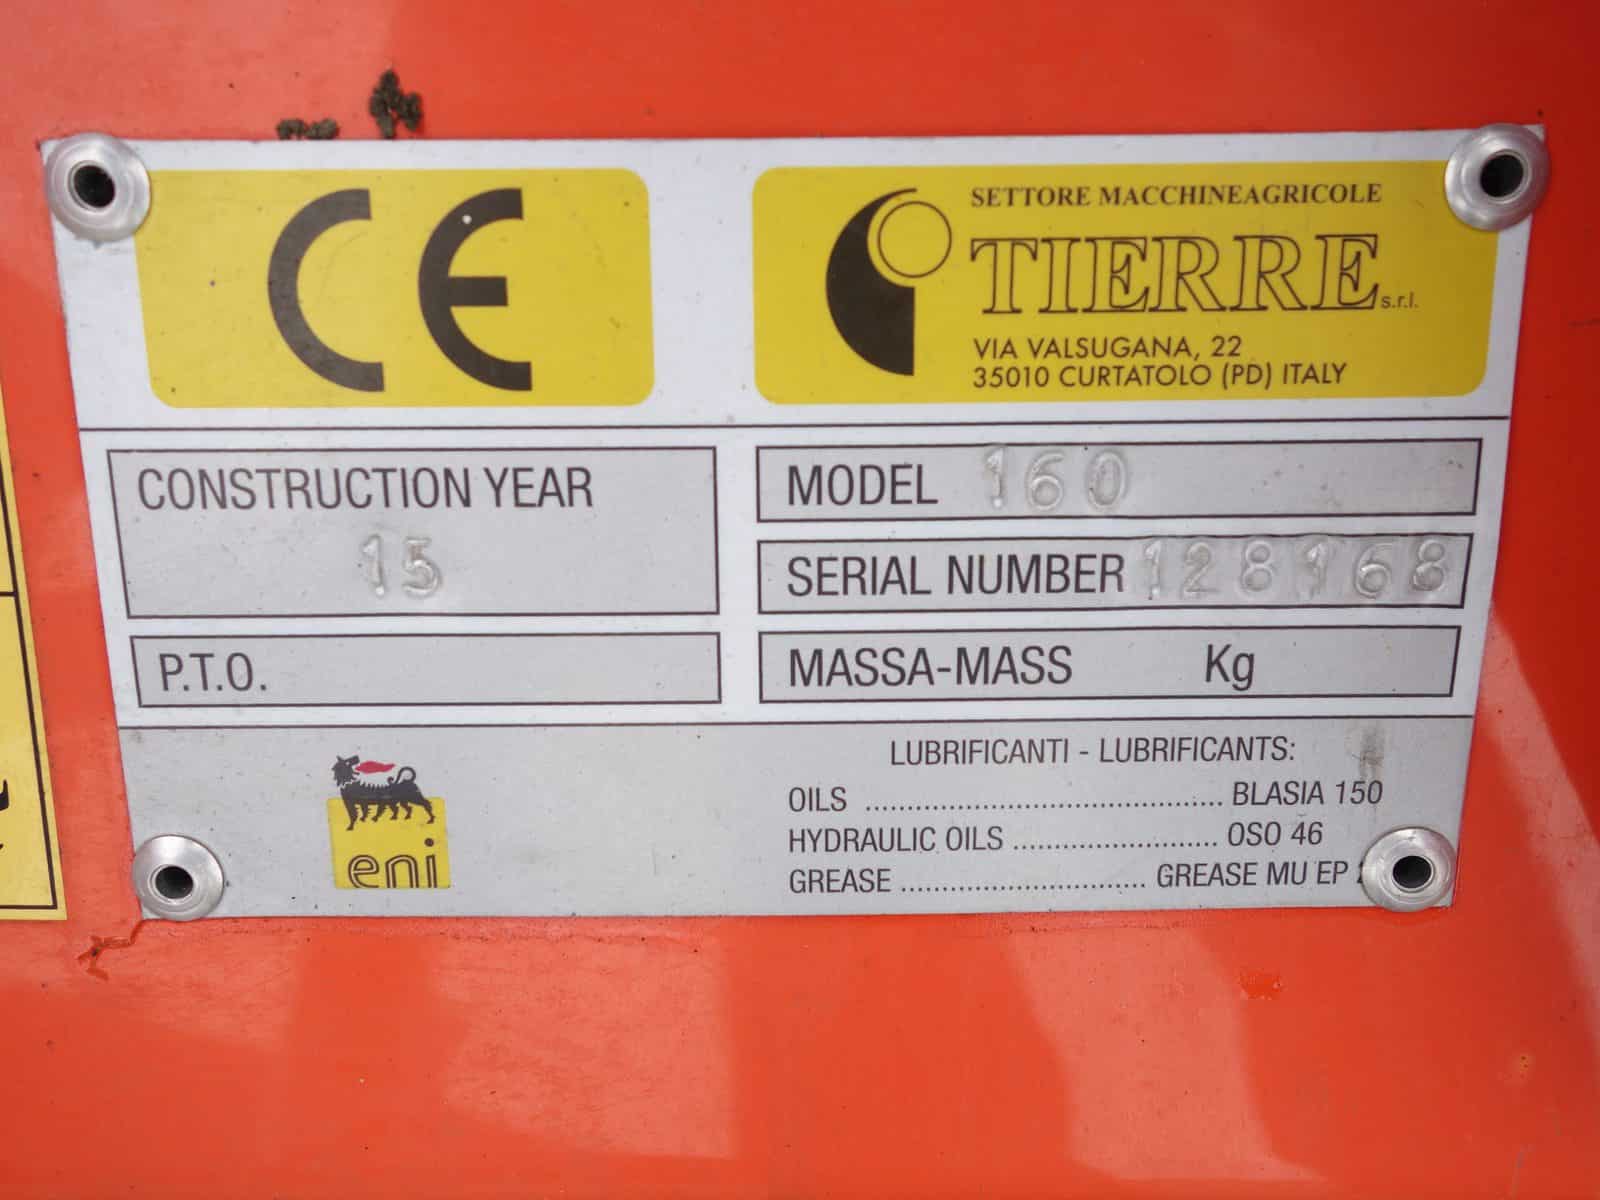 CE
SETTORE MACCHINEAGRICOLE
TIERRE s.r.l.
VIA VALSUGANA, 22
35010 CURTATOLO (PD) ITALY
CONSTRUCTION YEAR
15
P.T.O.
MODEL 160
SERIAL NUMBER 128168
MASSA-MASS Kg
eni
LUBRIFICANTI - LUBRIFICANTS:
OILS ............................................ BLASIA 150
HYDRAULIC OILS ......................... OSO 46
GREASE .............................. GREASE MU EP